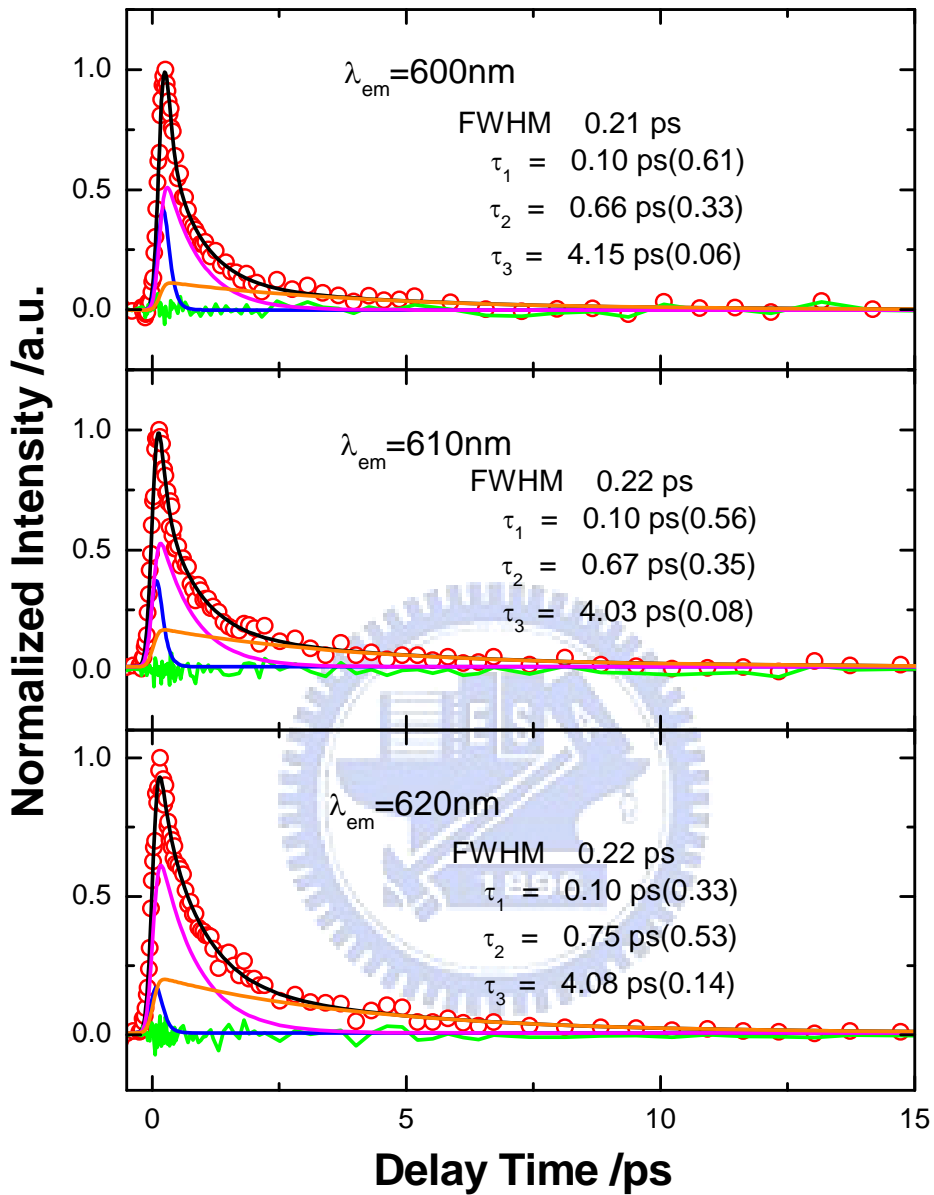 Normalized Intensity /a.u.
1.0
0.5
0.0
λem=600nm
FWHM 0.21 ps
τ1 = 0.10 ps(0.61)
τ2 = 0.66 ps(0.33)
τ3 = 4.15 ps(0.06)
1.0
0.5
0.0
λem=610nm
FWHM 0.22 ps
τ1 = 0.10 ps(0.56)
τ2 = 0.67 ps(0.35)
τ3 = 4.03 ps(0.08)
E S
1.0
0.5
0.0
λem=620nm
FWHM 0.22 ps
τ1 = 0.10 ps(0.33)
τ2 = 0.75 ps(0.53)
τ3 = 4.08 ps(0.14)
1896
0 5 10 15
Delay Time /ps